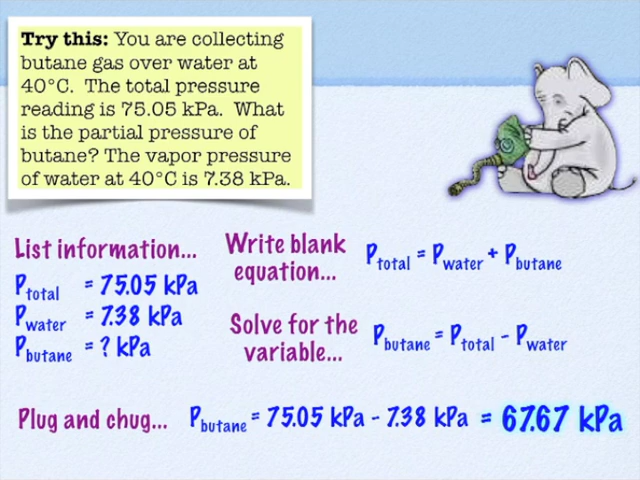 Try this: You are collecting
butane gas over water at
40°C. The total pressure
reading is 75.05 kPa. What
is the partial pressure of
butane? The vapor pressure
of water at 40°C is 7.38 kPa.
List information...
Ptotal = 75.05 kPa
Pwater = 7.38 kPa
Pbutane = ? kPa
Write blank
equation...
Ptotal = Pwater + Pbutane
Solve for the
variable...
Pbutane = Ptotal - Pwater
Plug and chug... Pbutane = 75.05 kPa - 7.38 kPa = 67.67 kPa